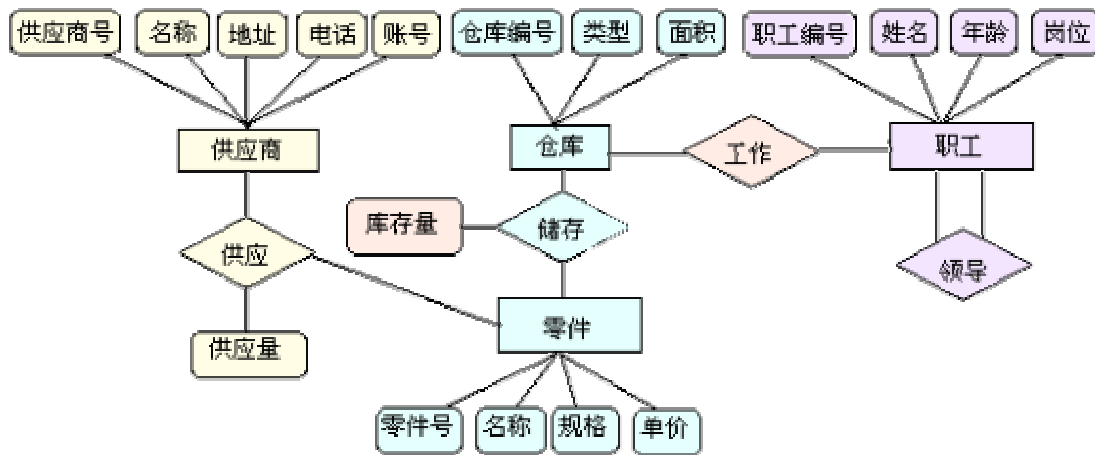 供应商号 名称 地址 电话 账号 仓库编号 类型 面积 职工编号 姓名 年龄 岗位
供应商 仓库 工作 职工
库存量 储存
供应 领导
零件
供应量
零件号 名称 规格 单价